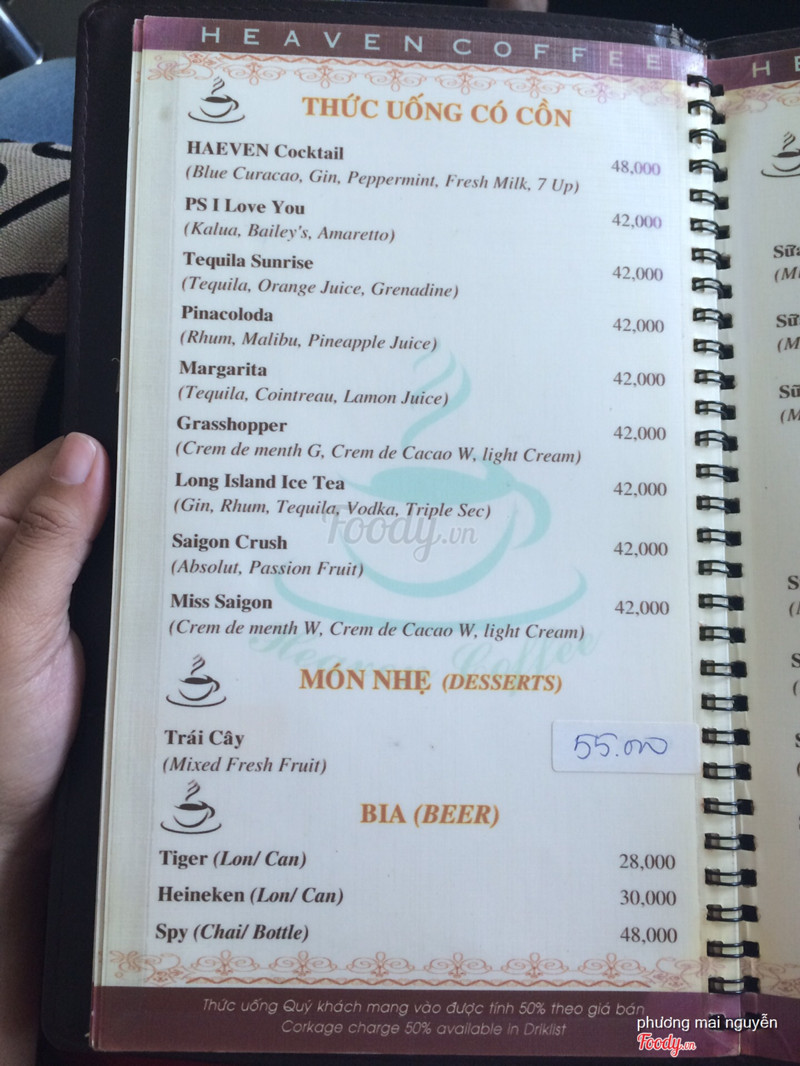 HEAVEN COFFEE
THỨC UỐNG CÓ CỒN
HAEVEN Cocktail 48,000
(Blue Curacao, Gin, Peppermint, Fresh Milk, 7 Up)
PS I Love You 42,000
(Kalua, Bailey's, Amaretto)
Tequila Sunrise 42,000
(Tequila, Orange Juice, Grenadine)
Pinacoloda 42,000
(Rhum, Malibu, Pineapple Juice)
Margarita 42,000
(Tequila, Cointreau, Lamon Juice)
Grasshopper 42,000
(Crem de menth G, Crem de Cacao W, light Cream)
Long Island Ice Tea 42,000
(Gin, Rhum, Tequila, Vodka, Triple Sec)
Foody.vn
Saigon Crush 42,000
(Absolut, Passion Fruit)
Miss Saigon 42,000
(Crem de menth W, Crem de Cacao W, light Cream)
Heaven Coffee
MÓN NHẸ (DESSERTS)
Trái Cây 55.000
(Mixed Fresh Fruit)
BIA (BEER)
Tiger (Lon/ Can) 28,000
Heineken (Lon/ Can) 30,000
Spy (Chai/ Bottle) 48,000
Thức uống Quý khách mang vào được tính 50% theo giá bán
Corkage charge 50% available in Driklist
phương mai nguyễn
Foody.vn